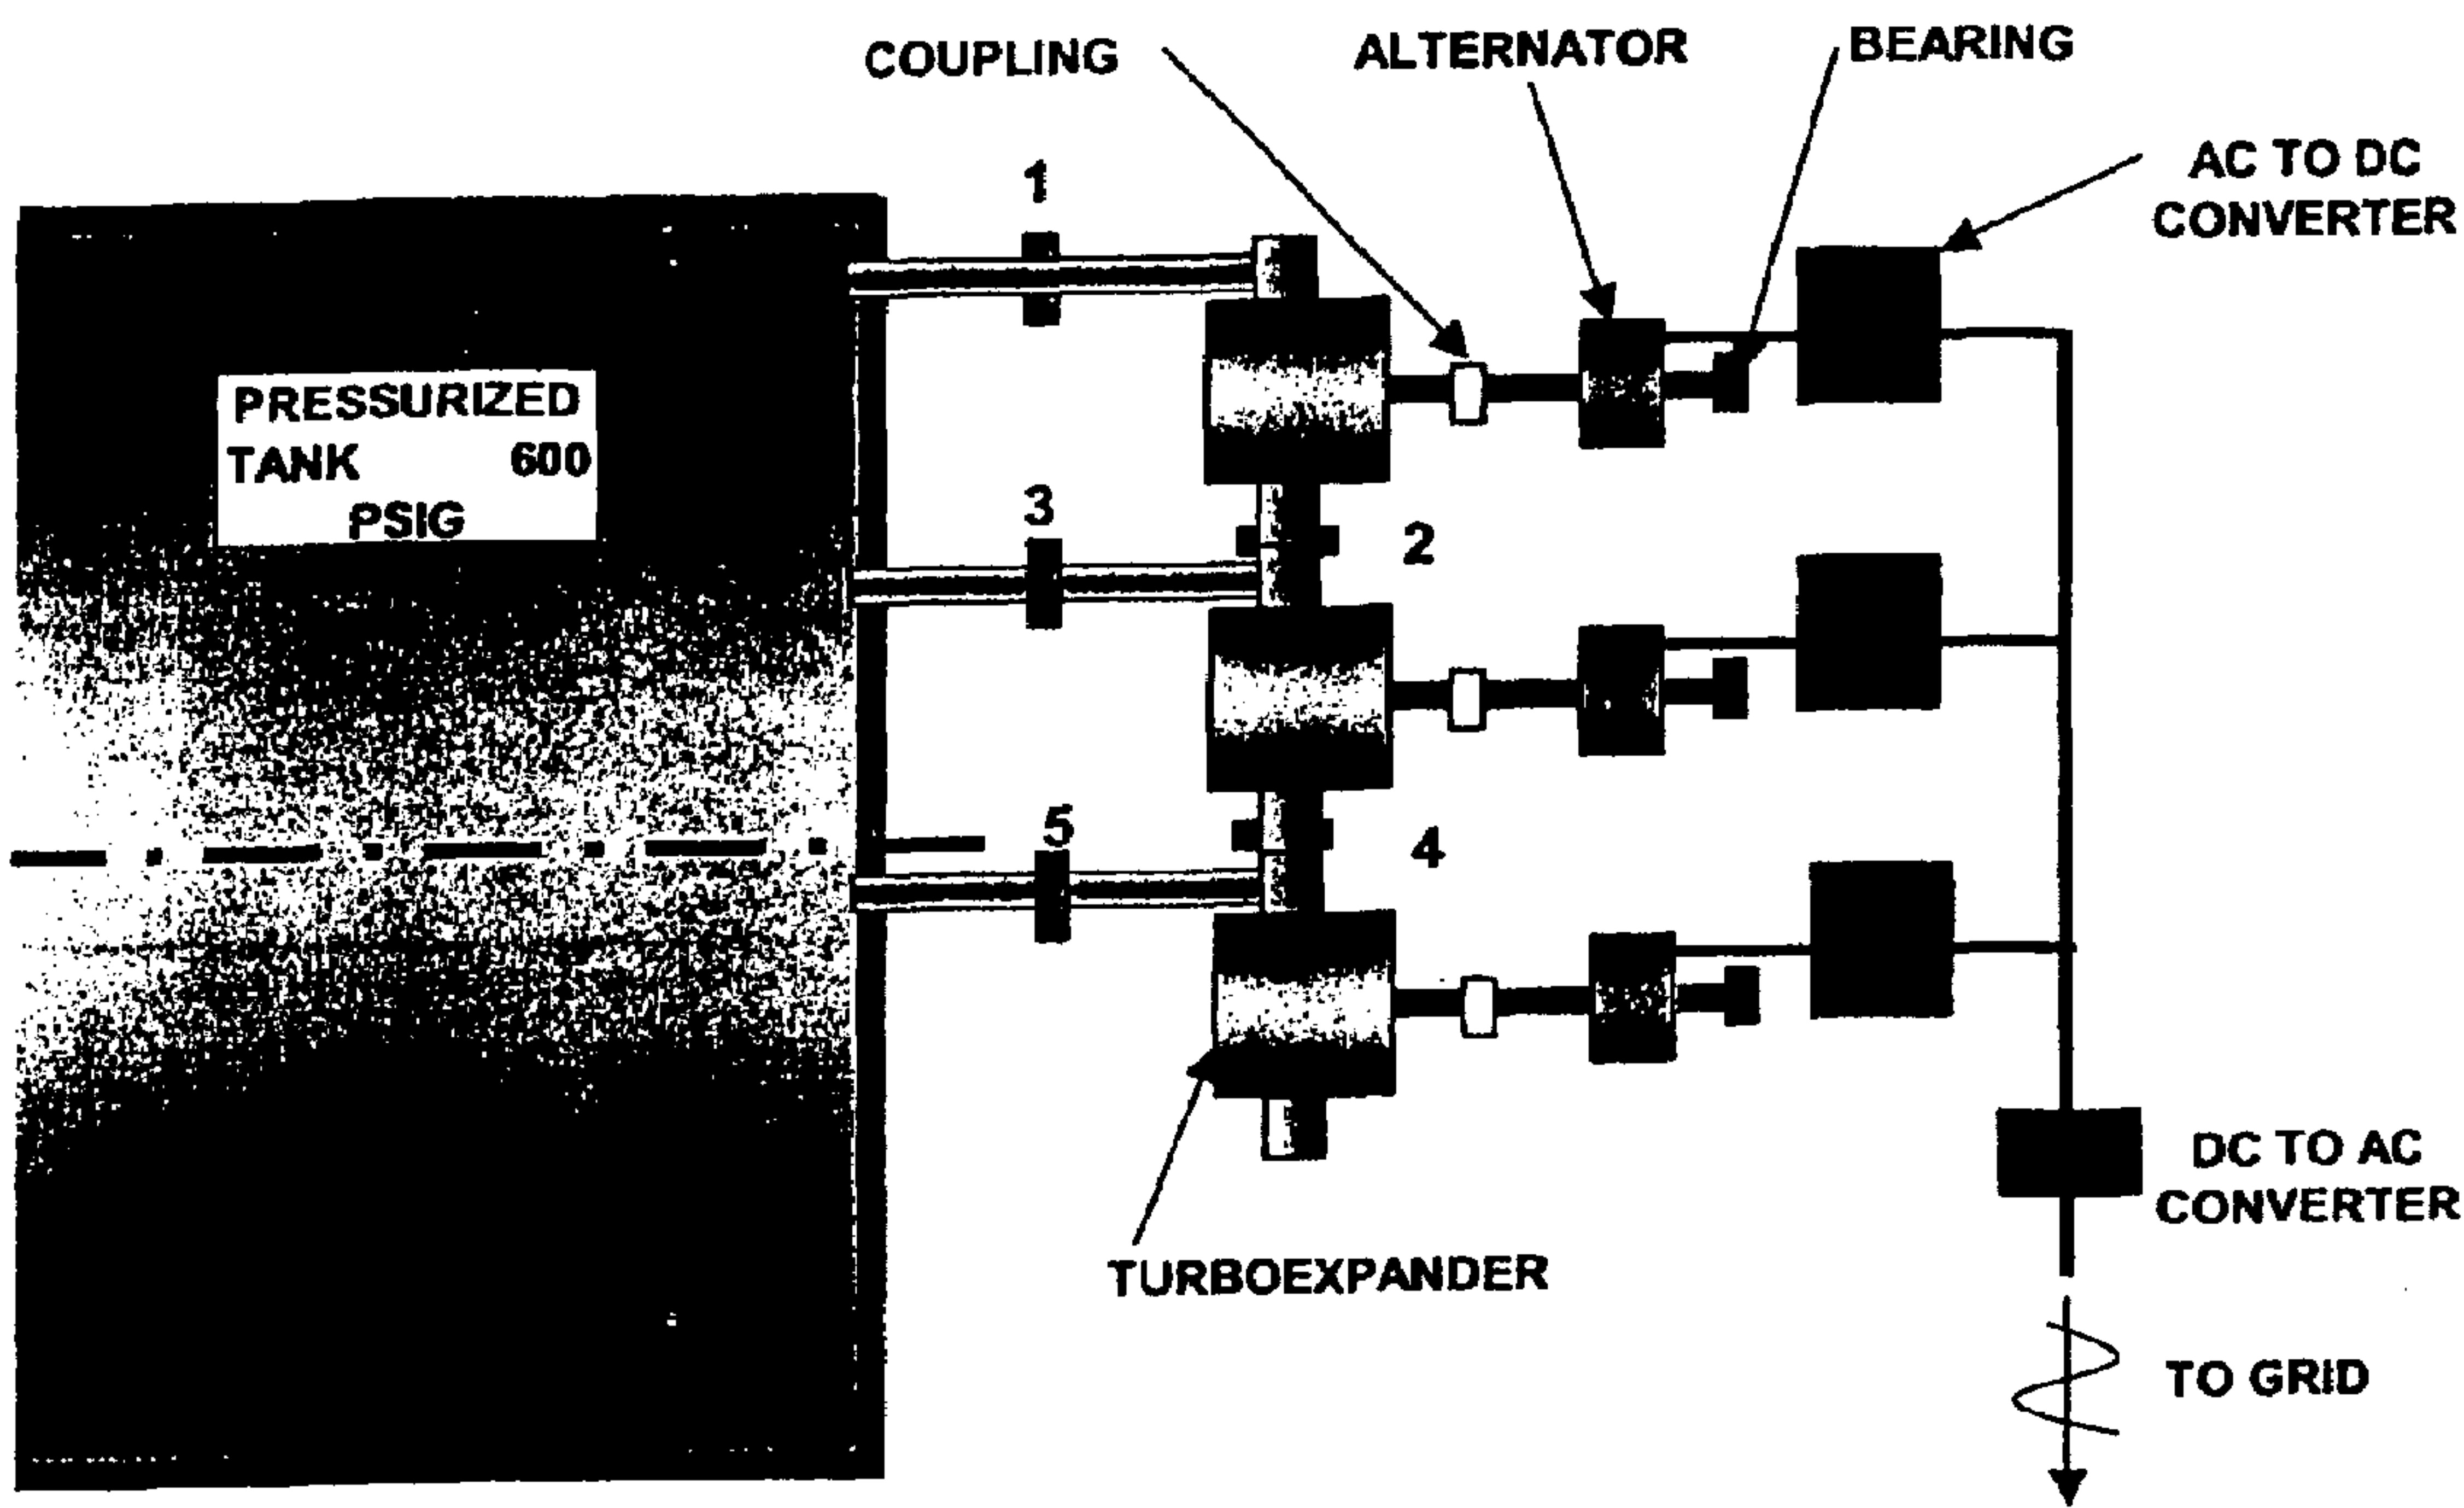 COUPLING
ALTERNATOR
BEARING
AC TO DC
CONVERTER
1
PRESSURIZED
TANK 600
PSIG
3
2
5
4
TURBOEXPANDER
DC TO AC
CONVERTER
TO GRID